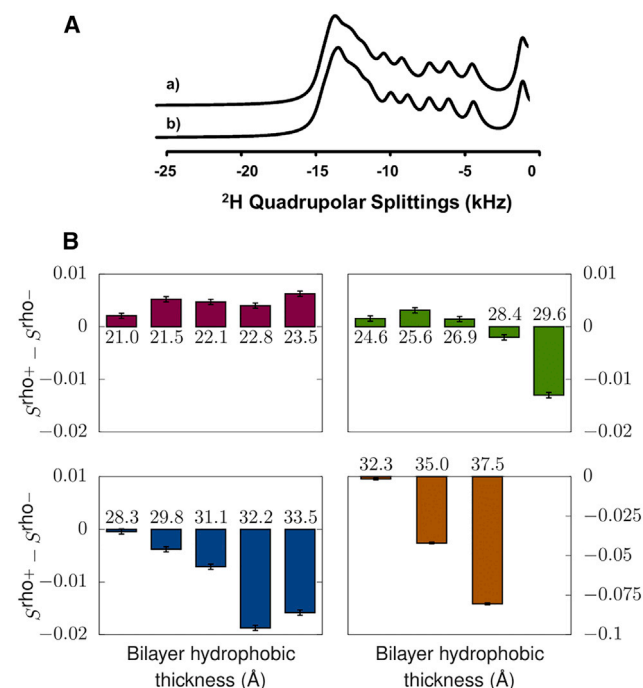 A
a)
b)
-25 -20 -15 -10 -5 0
²H Quadrupolar Splittings (kHz)
B
0.01 0.01
21.0 21.5 22.1 22.8 23.5
24.6 25.6 26.9 28.4 29.6
0 0
−0.01 −0.01
−0.02 −0.02
Srho+ − Srho−
0.01
28.3 29.8 31.1 32.2 33.5
32.3 35.0 37.5
0 0
−0.025
−0.01 −0.05
−0.075
−0.02 −0.1
Srho+ − Srho−
Bilayer hydrophobic
thickness (Å)
Bilayer hydrophobic
thickness (Å)